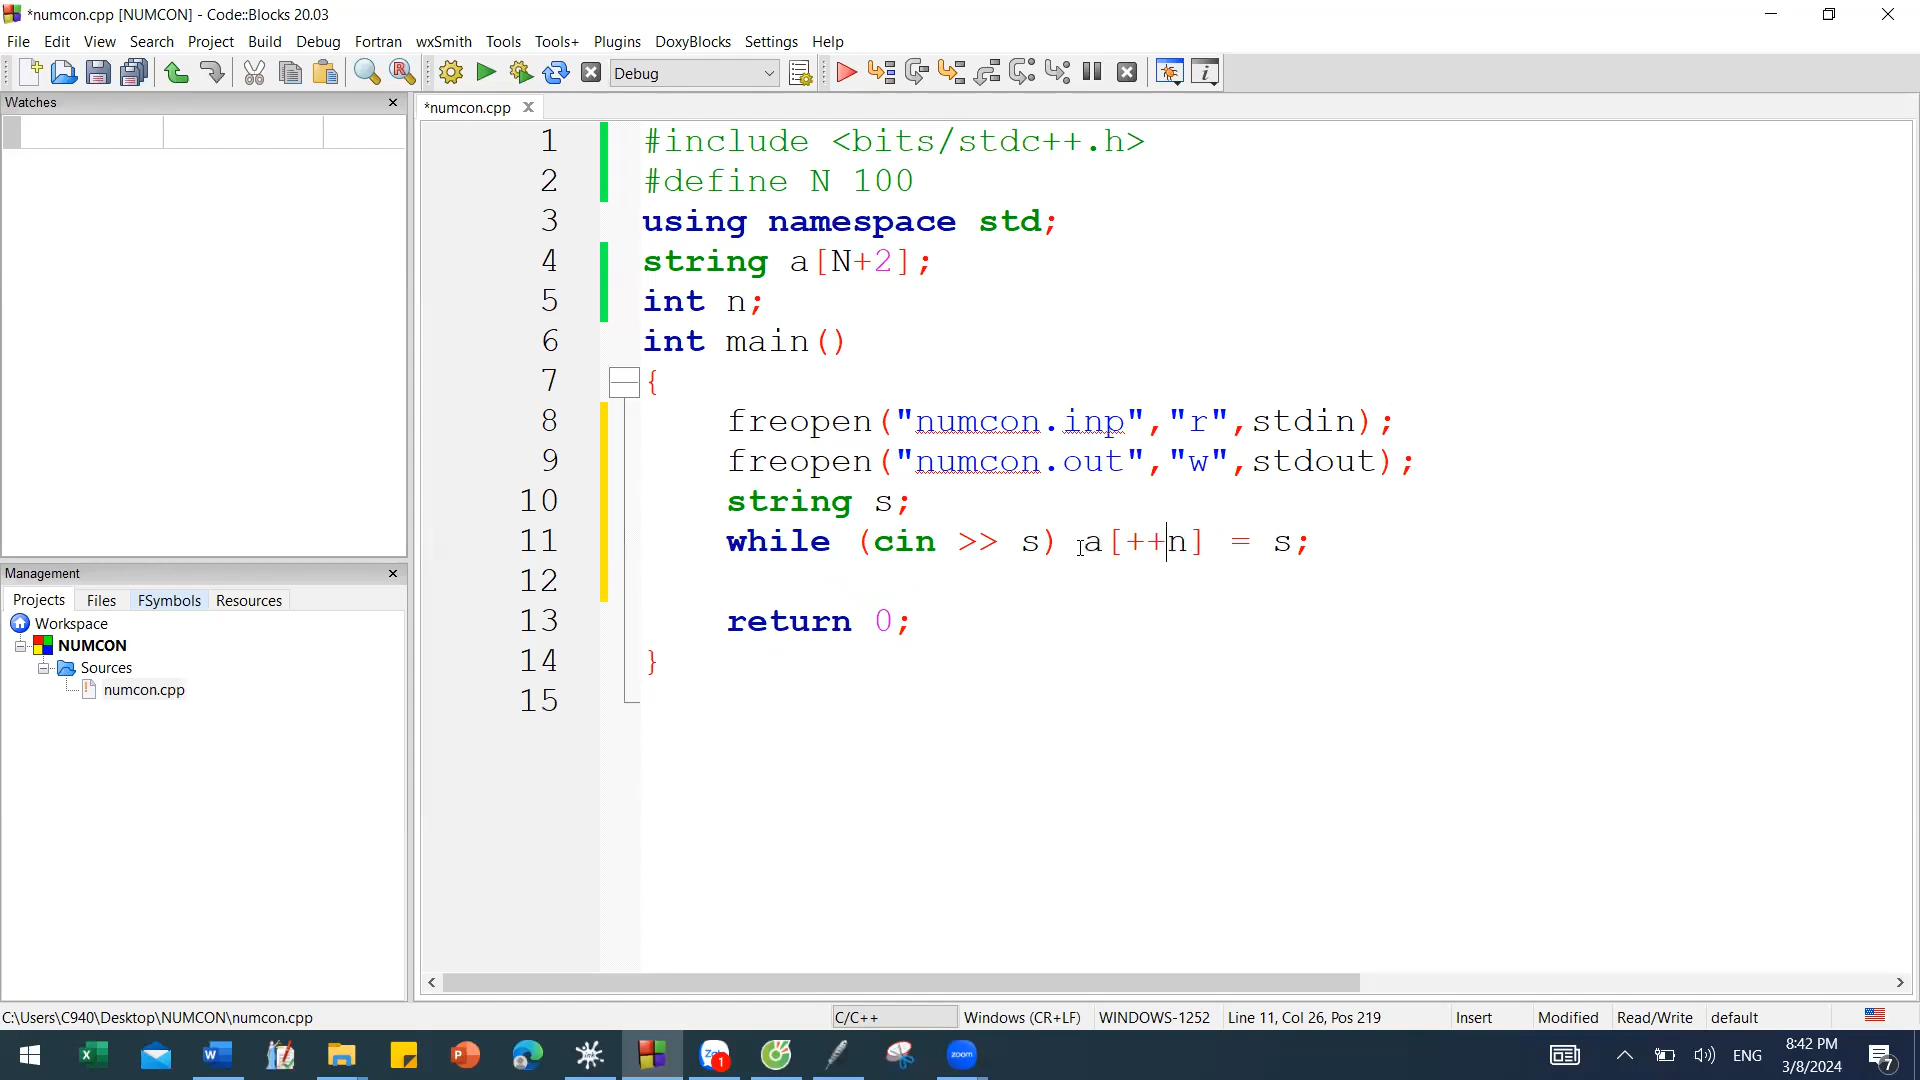 *numcon.cpp [NUMCON] - Code::Blocks 20.03
File Edit View Search Project Build Debug Fortran wxSmith Tools Tools+ Plugins DoxyBlocks Settings Help
Debug
Watches
*numcon.cpp
1 #include <bits/stdc++.h>
2 #define N 100
3 using namespace std;
4 string a[N+2];
5 int n;
6 int main()
7 {
8 freopen("numcon.inp","r",stdin);
9 freopen("numcon.out","w",stdout);
10 string s;
11 while (cin >> s) a[++n] = s;
12
13 return 0;
14 }
15
Management
Projects Files FSymbols Resources
Workspace
NUMCON
Sources
numcon.cpp
C:\Users\C940\Desktop\NUMCON\numcon.cpp C/C++ Windows (CR+LF) WINDOWS-1252 Line 11, Col 26, Pos 219 Insert Modified Read/Write default
zoom
1
ENG
8:42 PM
3/8/2024
7